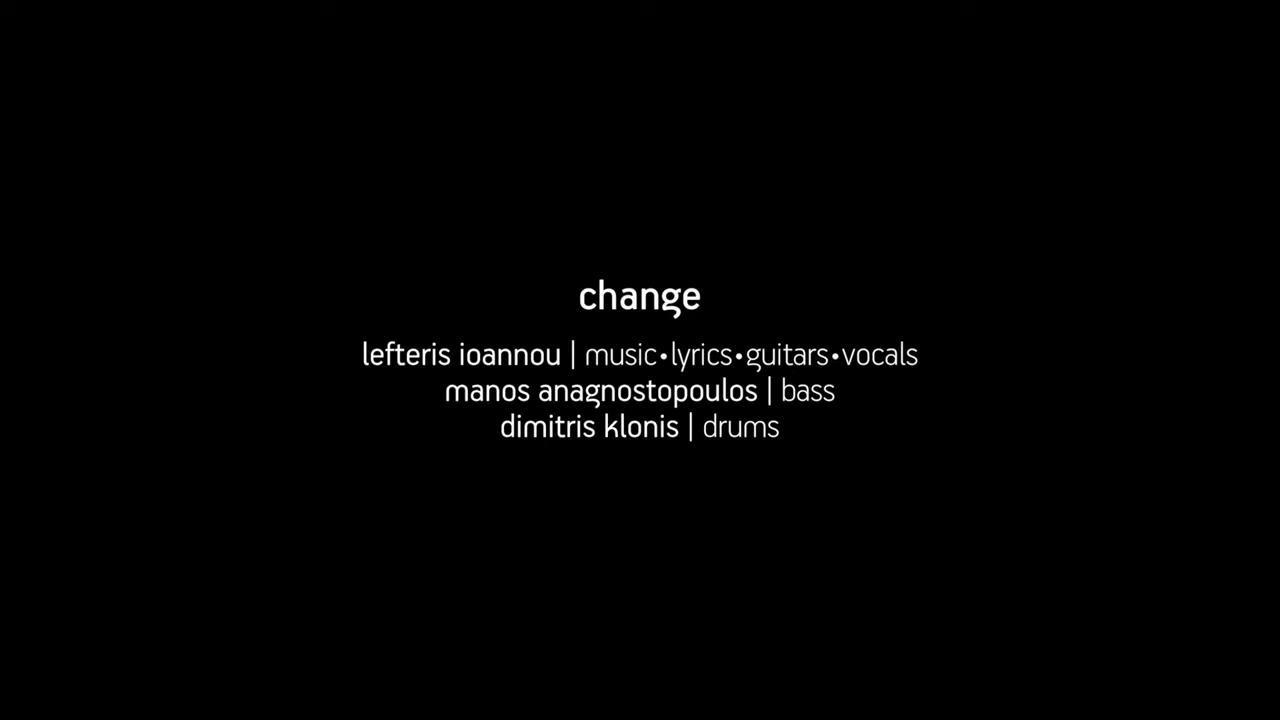 change
lefteris ioannou | music•lyrics•guitars•vocals
manos anagnostopoulos | bass
dimitris klonis | drums